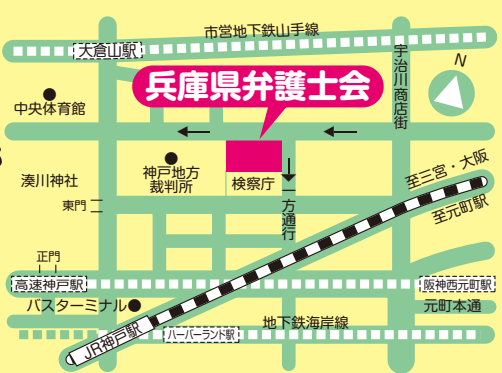 市営地下鉄山手線
大倉山駅
宇治川商店街
N
兵庫県弁護士会
中央体育館
神戸地方
裁判所
検察庁
湊川神社
東門
一方通行
至三宮・大阪
至元町駅
正門
高速神戸駅
阪神西元町駅
バスターミナル
元町本通
地下鉄海岸線
ハーバーランド駅
JR神戸駅